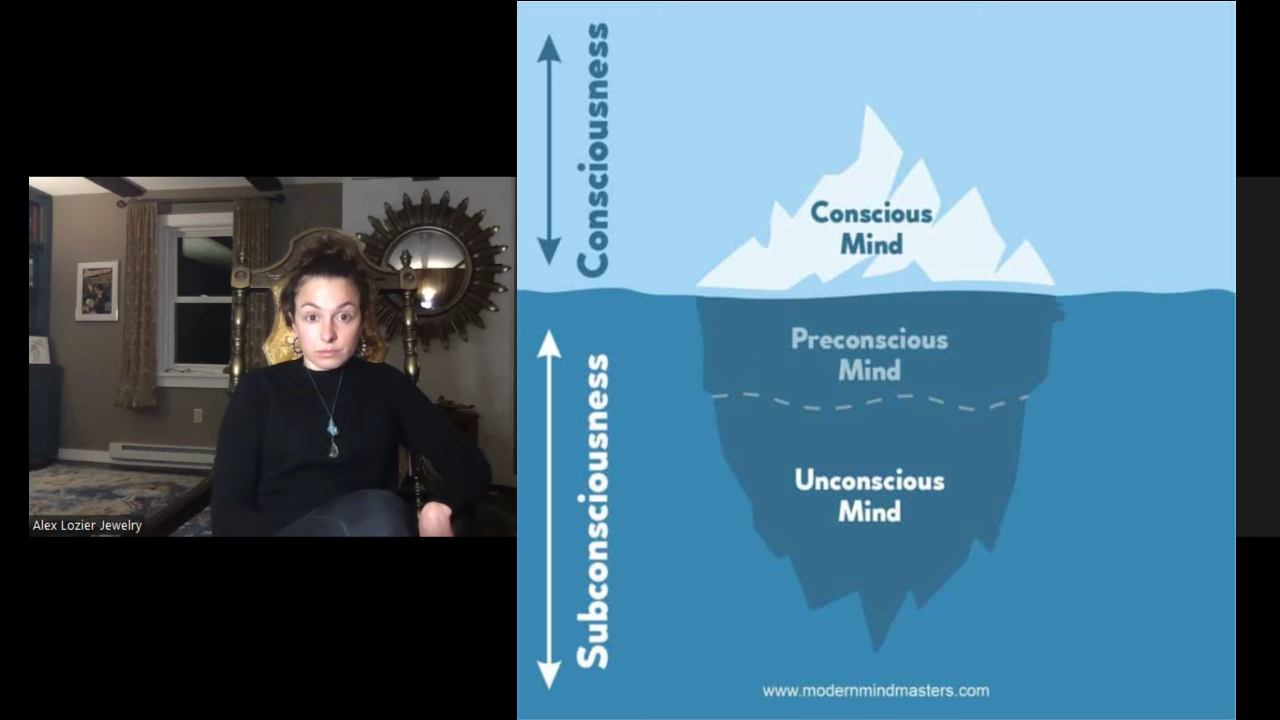 Alex Lozier Jewelry
Consciousness
Conscious
Mind
Preconscious
Mind
Subconsciousness
Unconscious
Mind
www.modernmindmasters.com